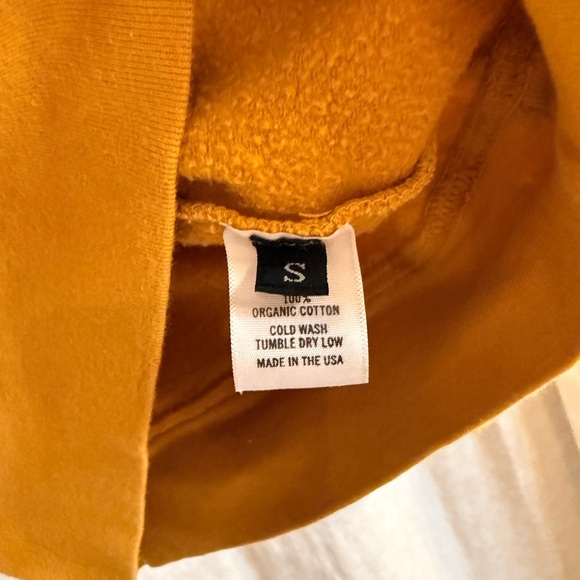 S
100%
ORGANIC COTTON
COLD WASH
TUMBLE DRY LOW
MADE IN THE USA